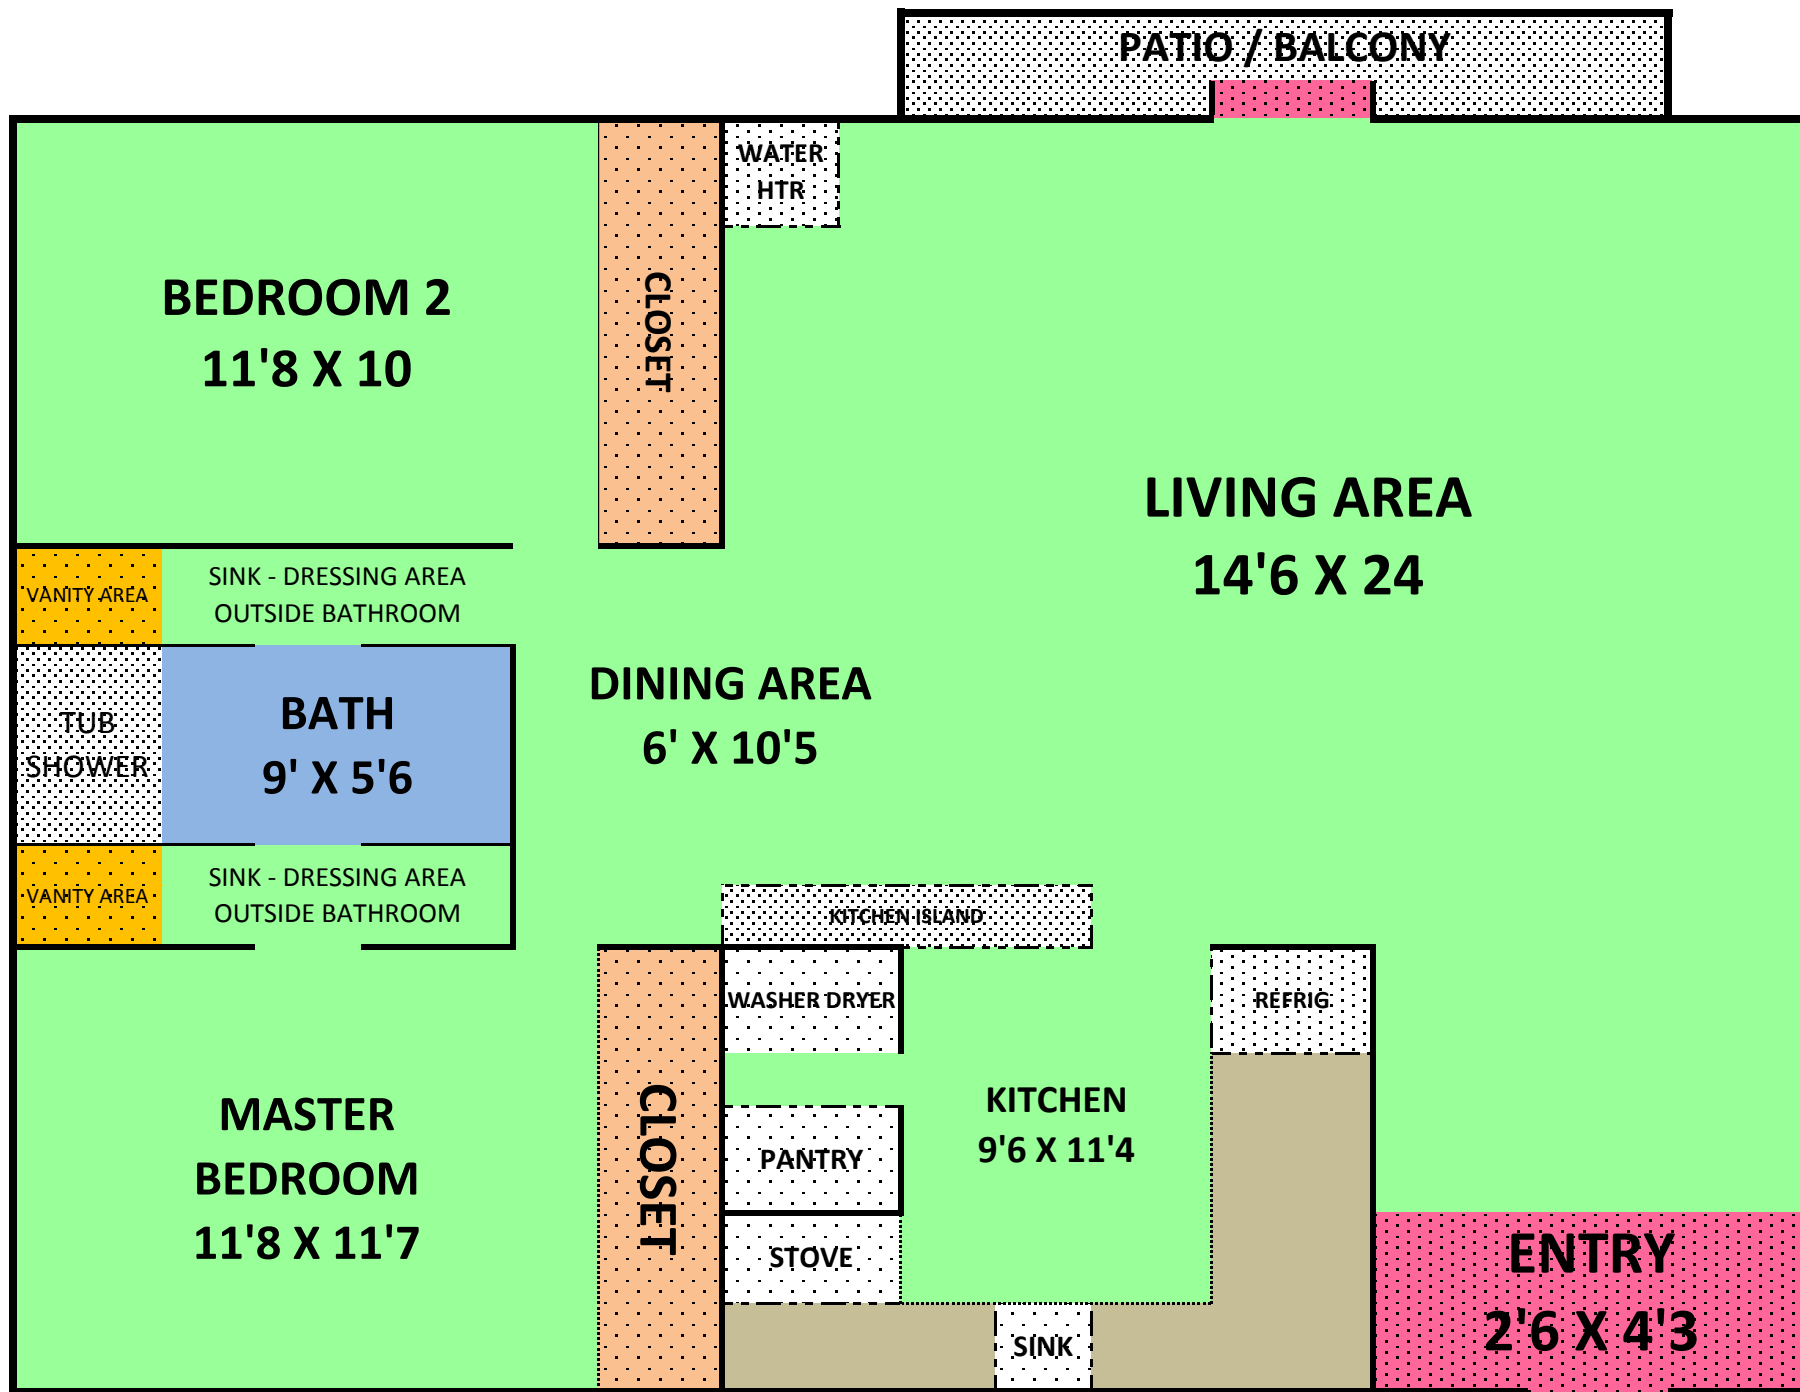 PATIO / BALCONY
WATER
HTR
BEDROOM 2
11'8 X 10
CLOSET
LIVING AREA
14'6 X 24
VANITY AREA
SINK - DRESSING AREA
OUTSIDE BATHROOM
DINING AREA
6' X 10'5
TUB
SHOWER
BATH
9' X 5'6
VANITY AREA
SINK - DRESSING AREA
OUTSIDE BATHROOM
KITCHEN ISLAND
WASHER DRYER
REFRIG
MASTER
BEDROOM
11'8 X 11'7
CLOSET
KITCHEN
9'6 X 11'4
PANTRY
STOVE
SINK
ENTRY
2'6 X 4'3